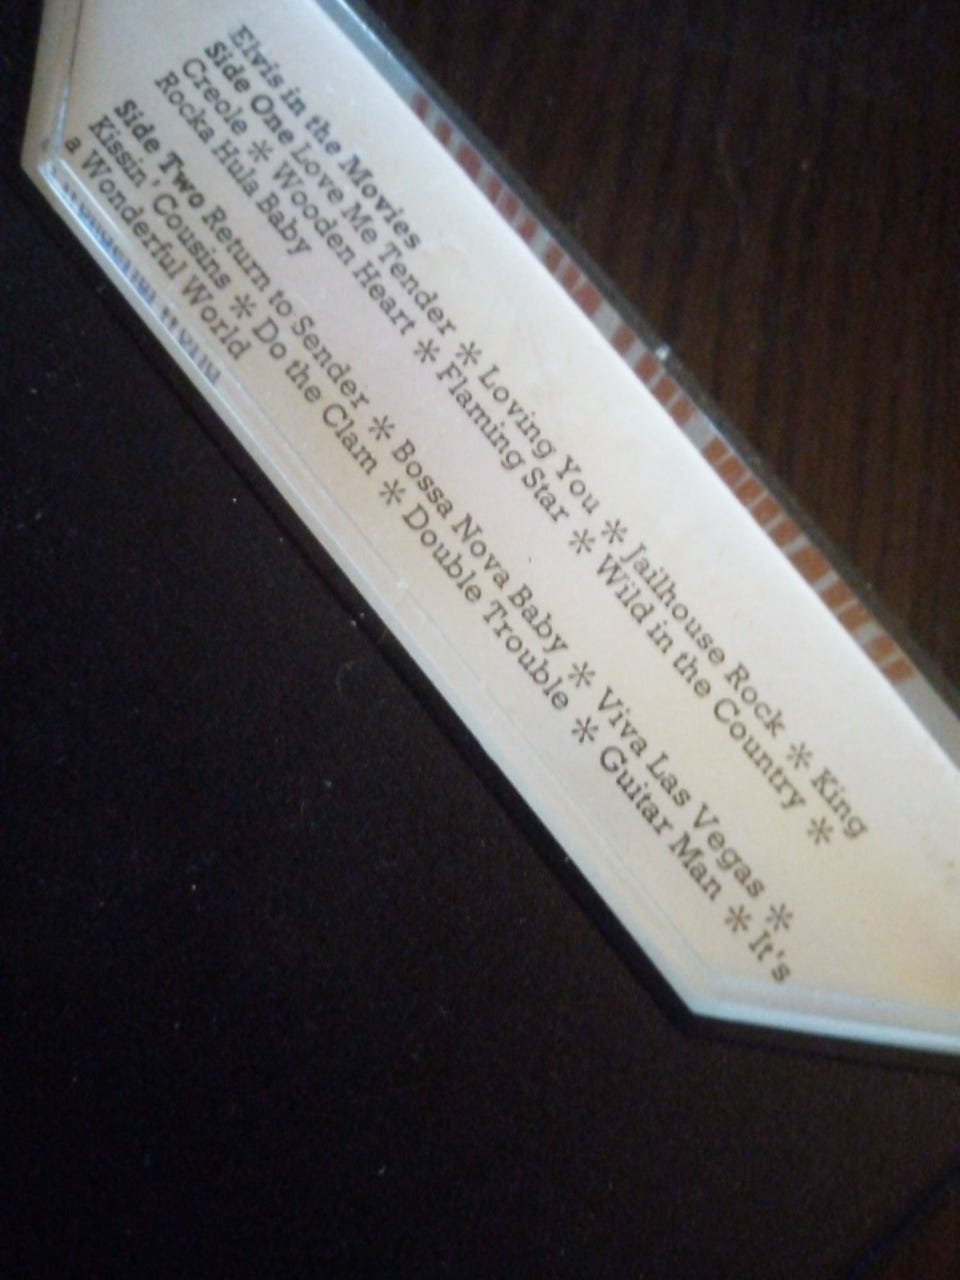 Elvis in the Movies
Side One Love Me Tender * Loving You * Jailhouse Rock * King
Creole * Wooden Heart * Flaming Star * Wild in the Country *
Rocka Hula Baby
Side Two Return to Sender * Bossa Nova Baby * Viva Las Vegas *
Kissin' Cousins * Do the Clam * Double Trouble * Guitar Man * It's
a Wonderful World